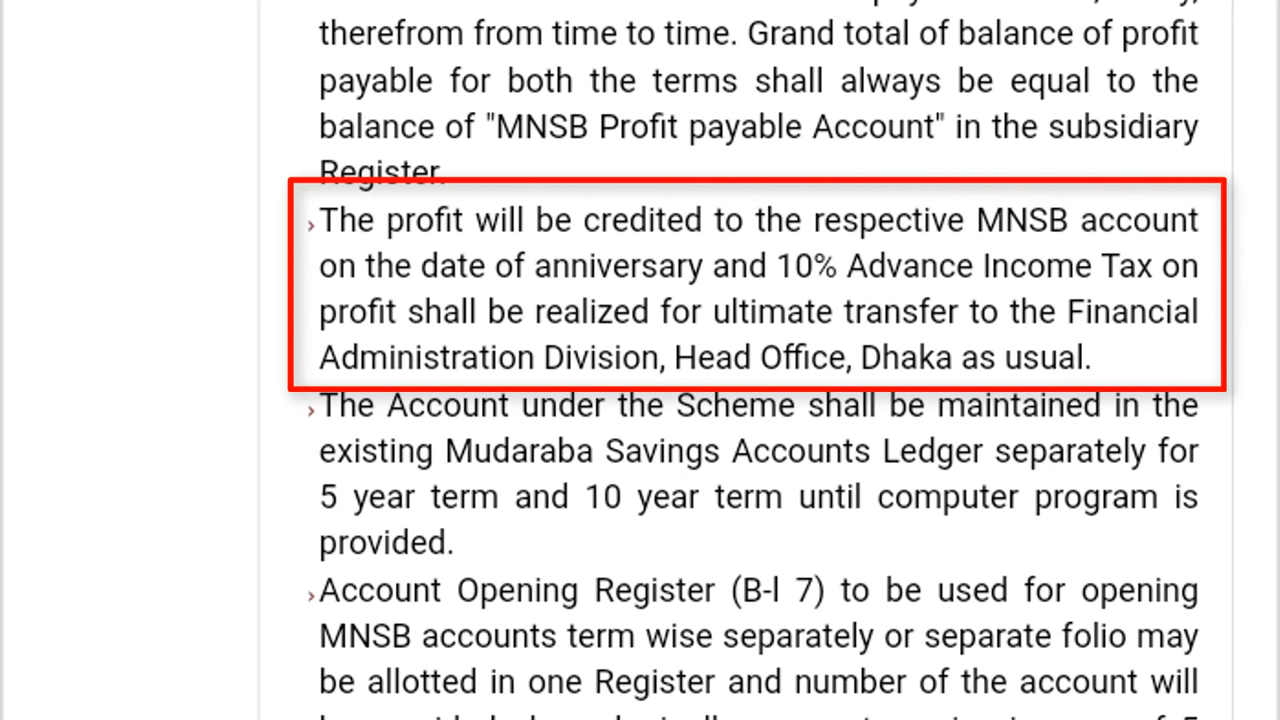 therefrom from time to time. Grand total of balance of profit
payable for both the terms shall always be equal to the
balance of "MNSB Profit payable Account" in the subsidiary
Register.
›The profit will be credited to the respective MNSB account
on the date of anniversary and 10% Advance Income Tax on
profit shall be realized for ultimate transfer to the Financial
Administration Division, Head Office, Dhaka as usual.
›The Account under the Scheme shall be maintained in the
existing Mudaraba Savings Accounts Ledger separately for
5 year term and 10 year term until computer program is
provided.
›Account Opening Register (B-l 7) to be used for opening
MNSB accounts term wise separately or separate folio may
be allotted in one Register and number of the account will